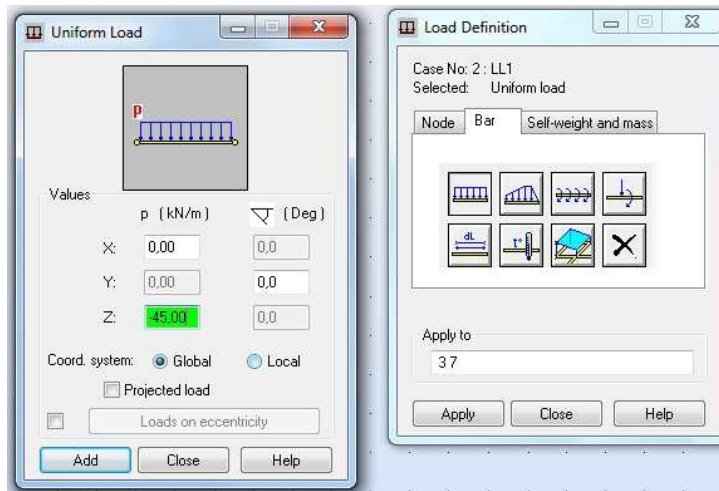 Uniform Load
p
Values
p (kN/m) (Deg)
X: 0,00 0,0
Y: 0,00 0,0
Z: -45,00 0,0
Coord. system: Global Local
Projected load
Loads on eccentricity
Add Close Help
Load Definition
Case No: 2 : LL1
Selected: Uniform load
Node Bar Self-weight and mass
dL t°
Apply to
3 7
Apply Close Help